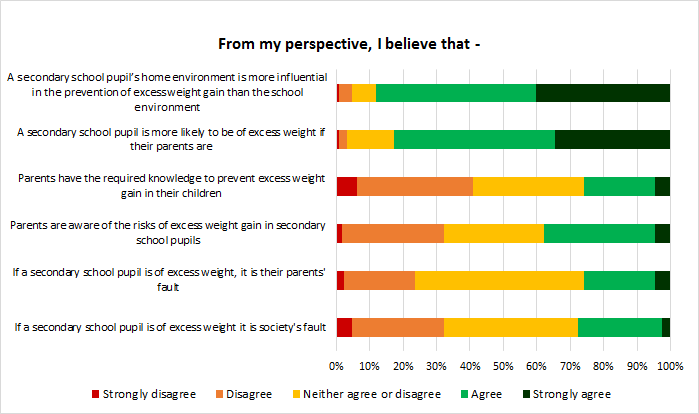 From my perspective, I believe that -
A secondary school pupil's home environment is more influential
in the prevention of excess weight gain than the school
environment
A secondary school pupil is more likely to be of excess weight if
their parents are
Parents have the required knowledge to prevent excess weight
gain in their children
Parents are aware of the risks of excess weight gain in secondary
school pupils
If a secondary school pupil is of excess weight, it is their parents'
fault
If a secondary school pupil is of excess weight it is society's fault
0% 10% 20% 30% 40% 50% 60% 70% 80% 90% 100%
Strongly disagree Disagree Neither agree or disagree Agree Strongly agree